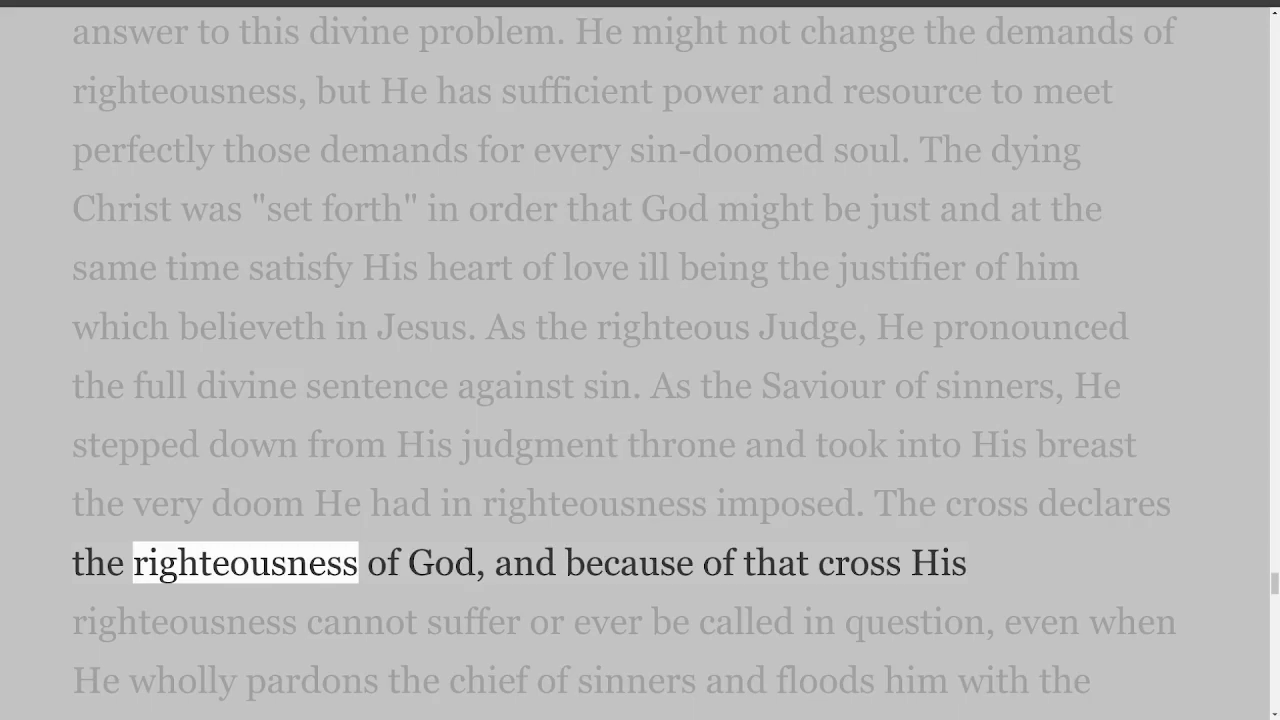 answer to this divine problem. He might not change the demands of
righteousness, but He has sufficient power and resource to meet
perfectly those demands for every sin-doomed soul. The dying
Christ was "set forth" in order that God might be just and at the
same time satisfy His heart of love ill being the justifier of him
which believeth in Jesus. As the righteous Judge, He pronounced
the full divine sentence against sin. As the Saviour of sinners, He
stepped down from His judgment throne and took into His breast
the very doom He had in righteousness imposed. The cross declares
the righteousness of God, and because of that cross His
righteousness cannot suffer or ever be called in question, even when
He wholly pardons the chief of sinners and floods him with the